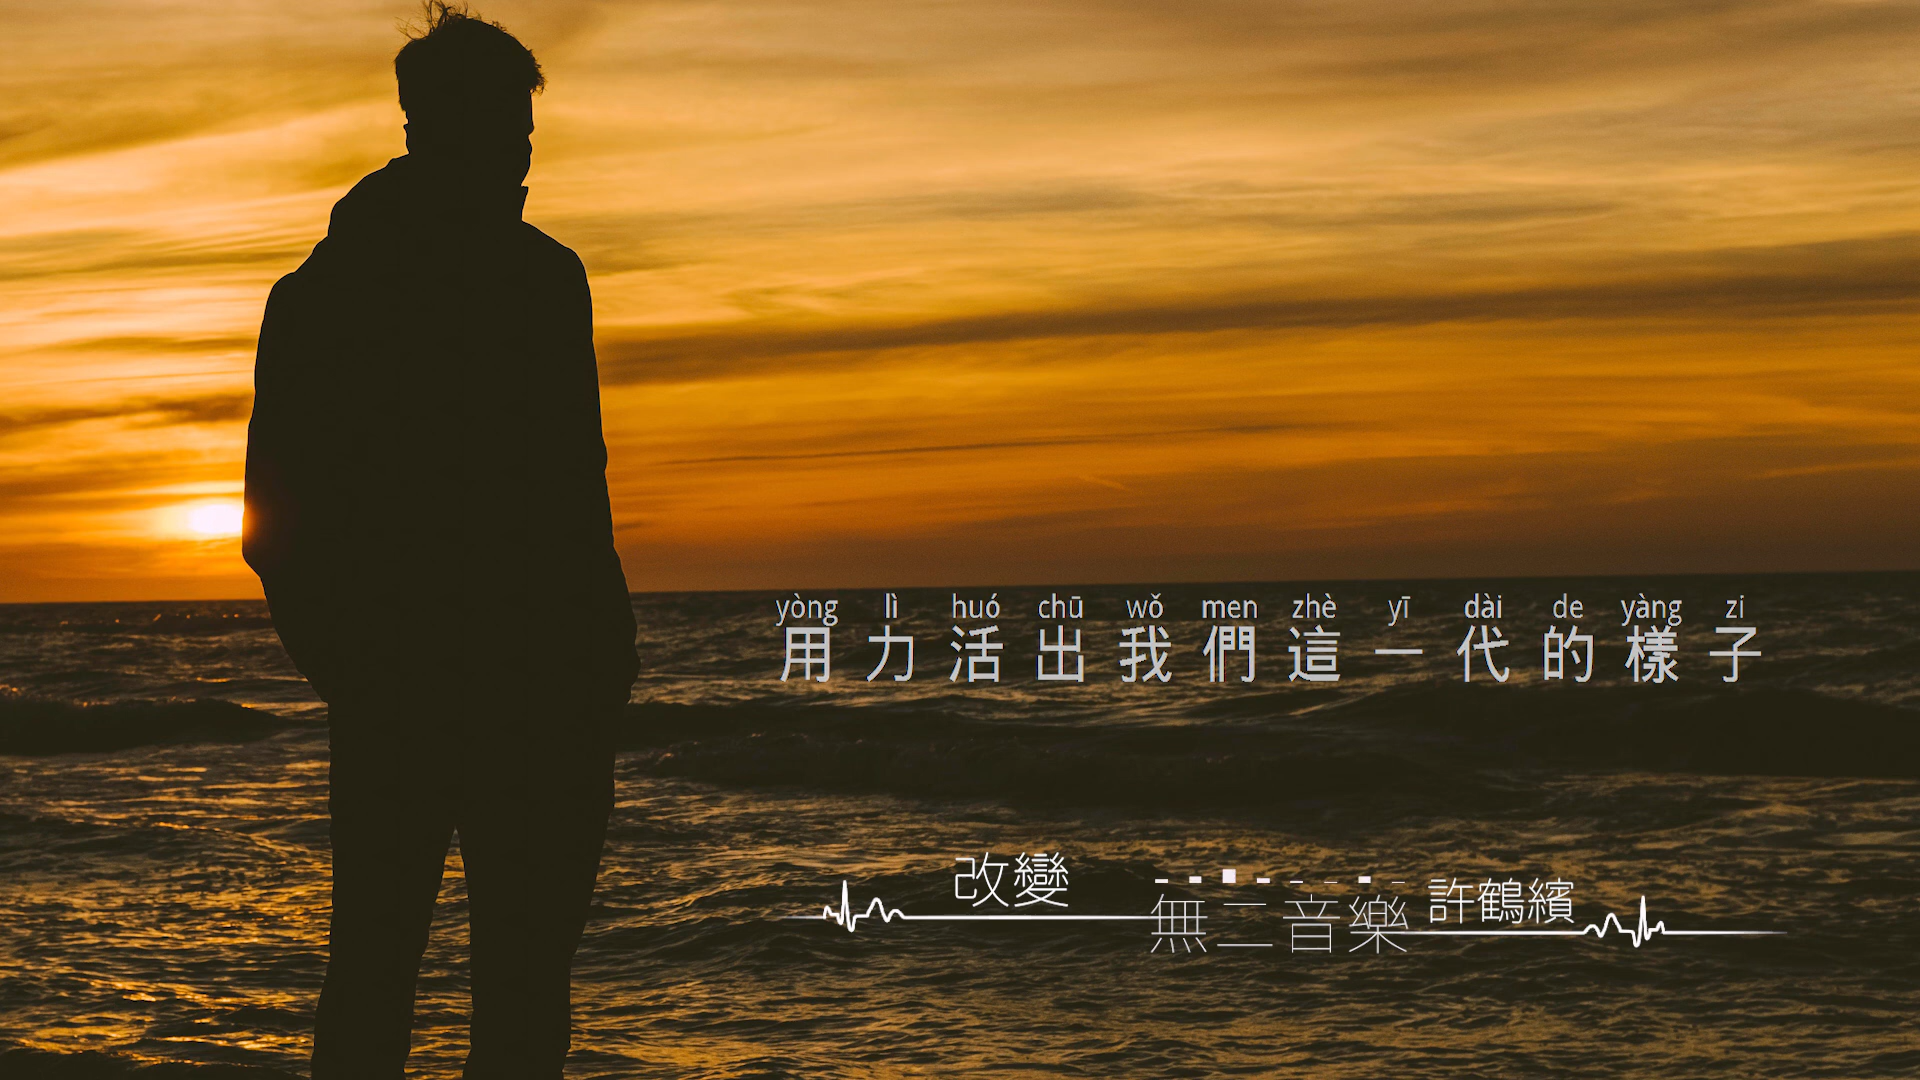 yòng lì huó chū wǒ men zhè yī dài de yàng zi
用力活出我們這一代的樣子
改變
無二音樂
許鶴繽